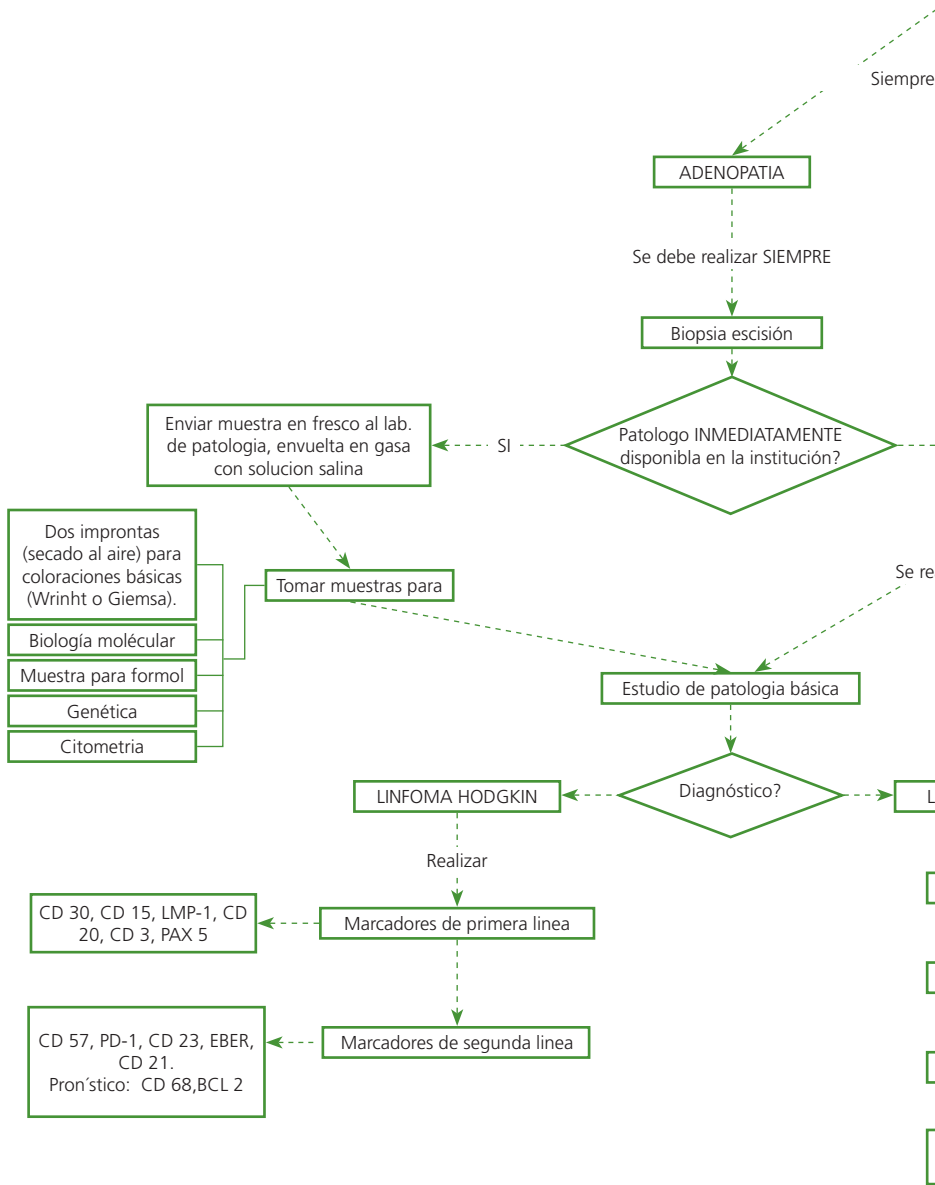 Siempre
ADENOPATIA
Se debe realizar SIEMPRE
Biopsia escisión
Patologo INMEDIATAMENTE
disponibla en la institución?
SI
Enviar muestra en fresco al lab.
de patologia, envuelta en gasa
con solucion salina
Dos improntas
(secado al aire) para
coloraciones básicas
(Wrinht o Giemsa).
Biología molécular
Muestra para formol
Genética
Citometria
Tomar muestras para
Se re
Estudio de patologia básica
Diagnóstico?
LINFOMA HODGKIN
L
Realizar
Marcadores de primera linea
CD 30, CD 15, LMP-1, CD
20, CD 3, PAX 5
Marcadores de segunda linea
CD 57, PD-1, CD 23, EBER,
CD 21.
Pron´stico: CD 68,BCL 2